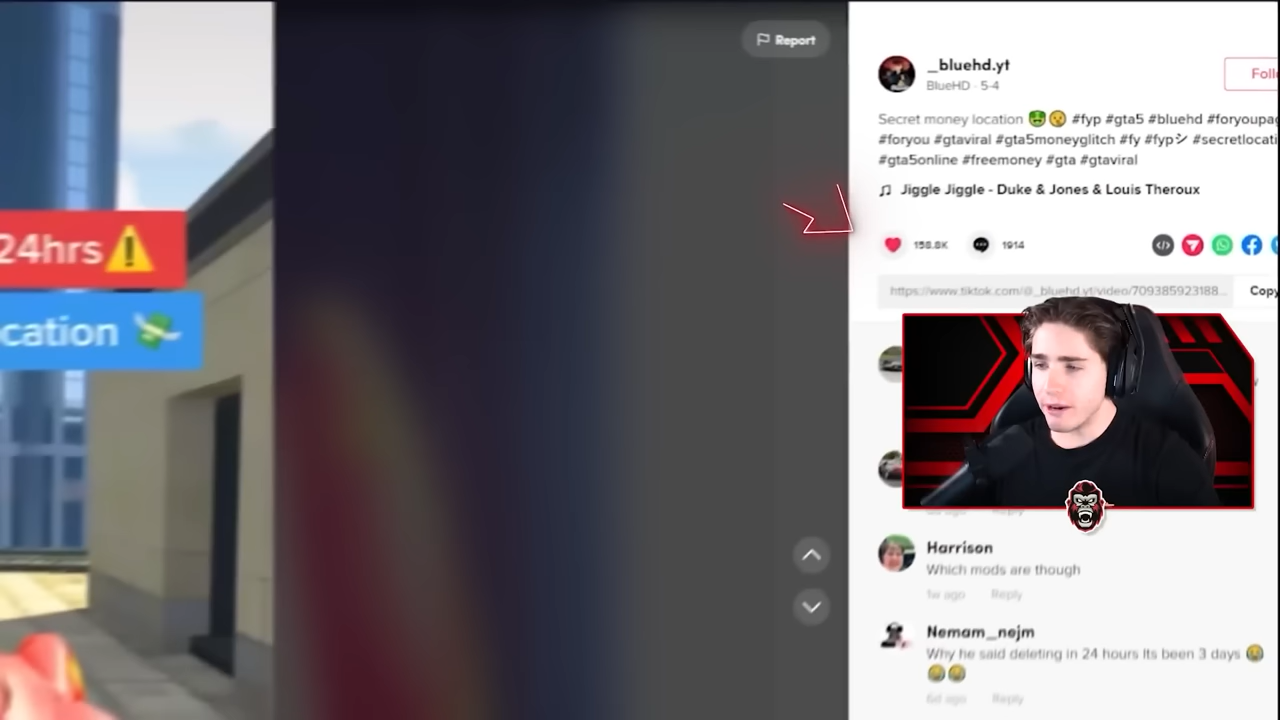 24hrs⚠️
cation 💸
Report
_bluehd.yt
BlueHD · 5-4
Secret money location 🤑😯 #fyp #gta5 #bluehd #foryoupag
#foryou #gtaviral #gta5moneyglitch #fy #fypシ #secretlocati
#gta5online #freemoney #gta #gtaviral
♫ Jiggle Jiggle - Duke & Jones & Louis Theroux
Foll
158.8K 1914
https://www.tiktok.com/@_bluehd.yt/video/709385923188...
Copy
Reply
Harrison
Which mods are though
1w ago Reply
Nemam_nejm
Why he said deleting in 24 hours Its been 3 days 😭
😭😭
6d ago Reply